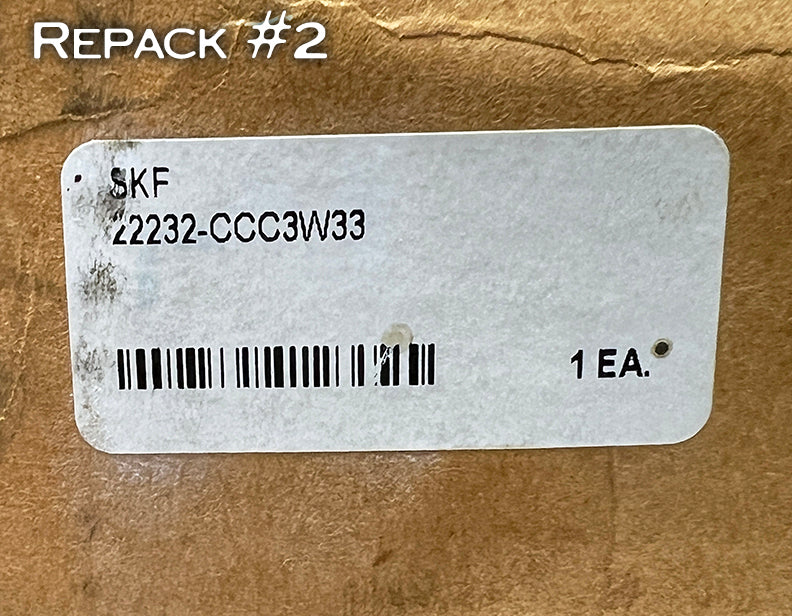 REPACK #2
SKF
22232-CCC3W33
1 EA.